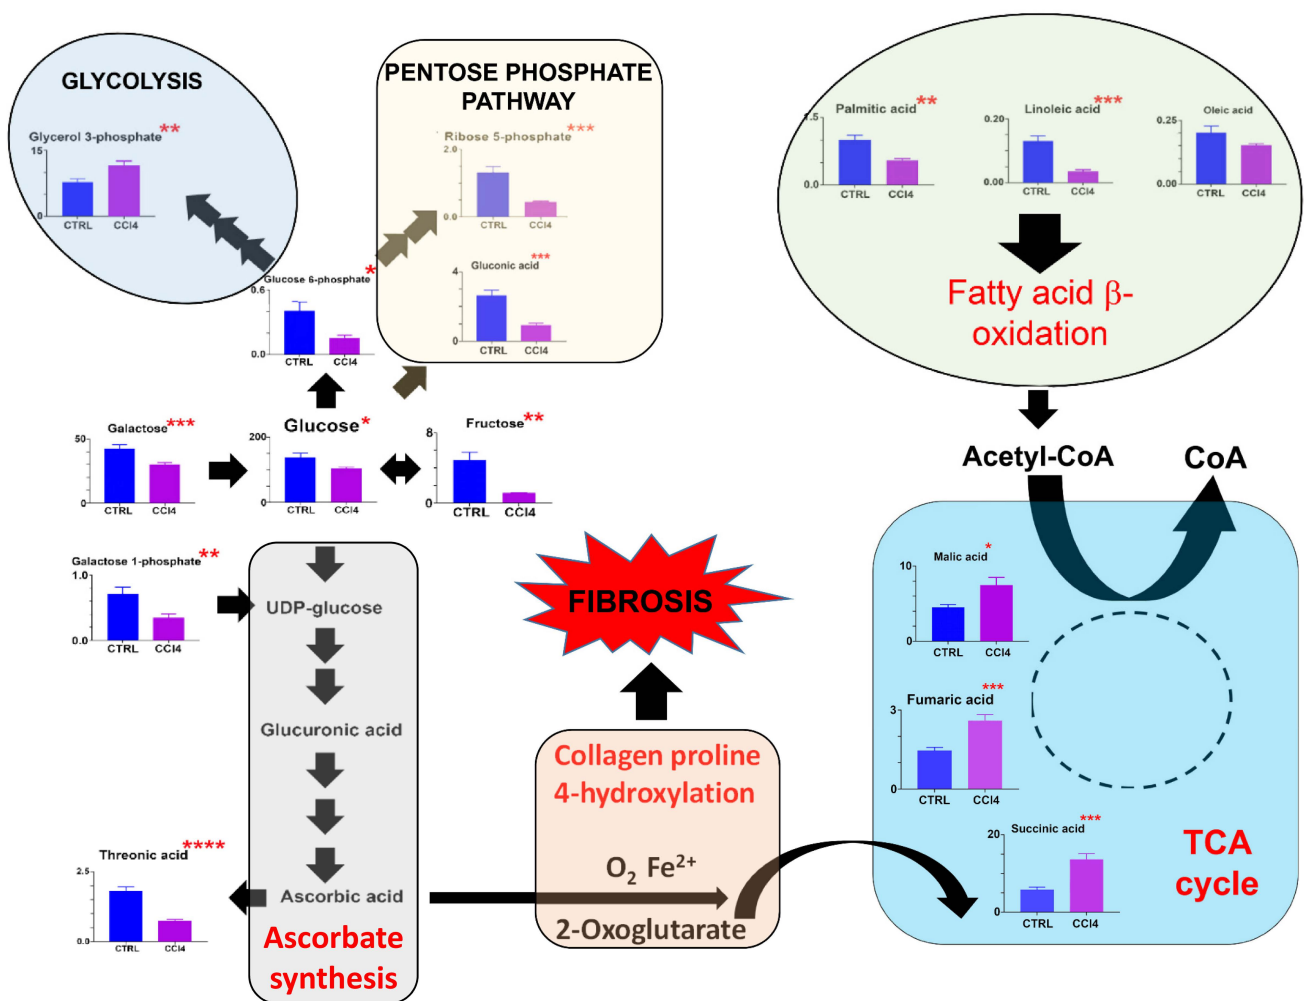 GLYCOLYSIS
Glycerol 3-phosphate**
15
0
CTRL CCl4
PENTOSE PHOSPHATE
PATHWAY
Ribose 5-phosphate***
2.0
0.0
CTRL CCl4
Gluconic acid***
4
2
0
CTRL CCl4
Glucose 6-phosphate*
0.6
0.0
CTRL CCl4
Galactose***
50
0
CTRL CCl4
Glucose*
200
0
CTRL CCl4
Fructose**
8
4
0
CTRL CCl4
Galactose 1-phosphate**
1.0
0.0
CTRL CCl4
UDP-glucose
Glucuronic acid
Ascorbic acid
Ascorbate
synthesis
Threonic acid****
2.5
0.0
CTRL CCl4
FIBROSIS
Collagen proline
4-hydroxylation
O2 Fe2+
2-Oxoglutarate
Palmitic acid**
1.5
0.0
CTRL CCl4
Linoleic acid***
0.20
0.00
CTRL CCl4
Oleic acid
0.25
0.00
CTRL CCl4
Fatty acid β-
oxidation
Acetyl-CoA
CoA
Malic acid*
10
0
CTRL CCl4
Fumaric acid***
3
0
CTRL CCl4
Succinic acid***
20
10
0
CTRL CCl4
TCA
cycle